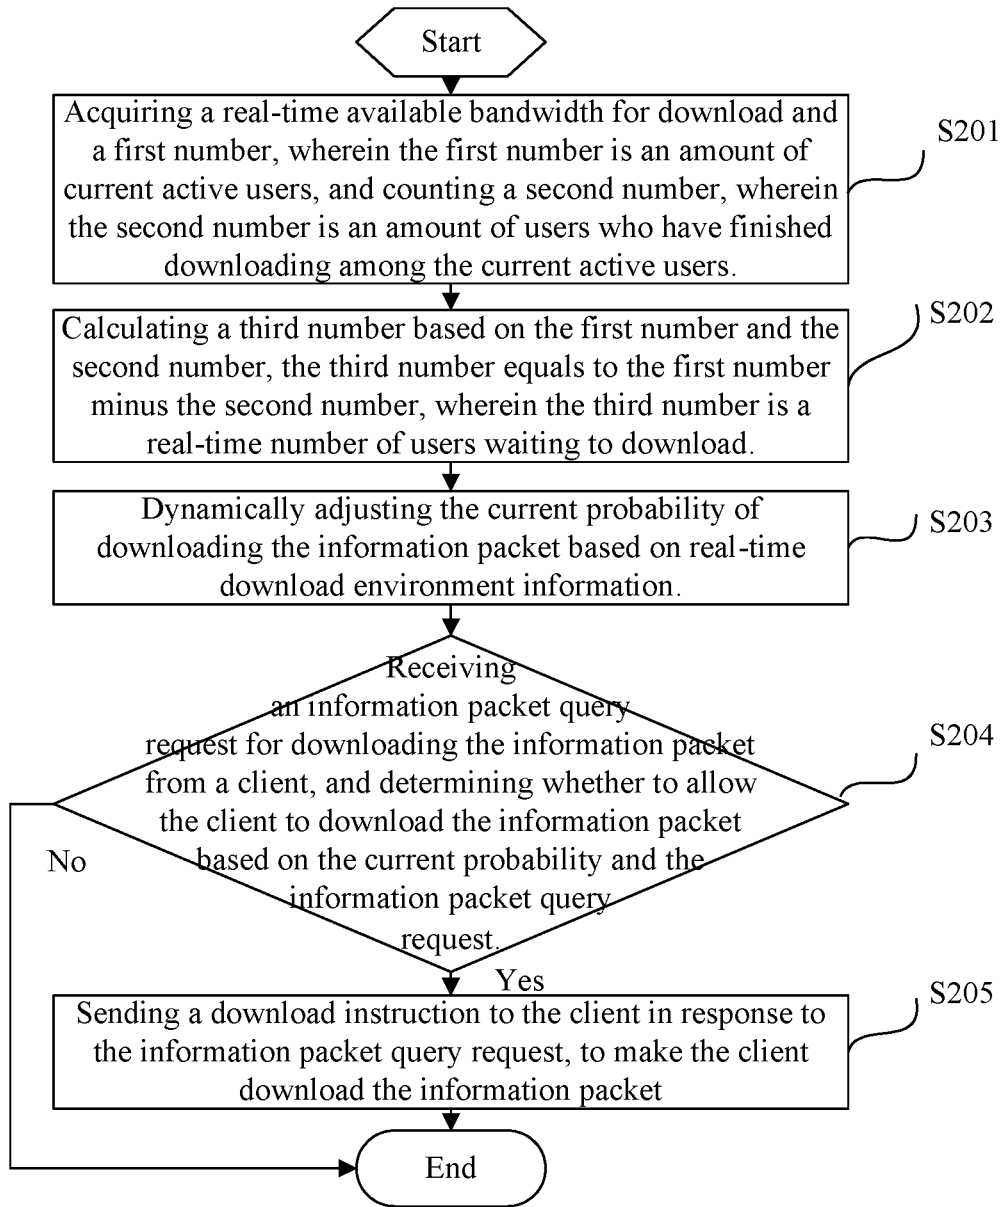 Start
Acquiring a real-time available bandwidth for download and
a first number, wherein the first number is an amount of
current active users, and counting a second number, wherein
the second number is an amount of users who have finished
downloading among the current active users.
S201
Calculating a third number based on the first number and the
second number, the third number equals to the first number
minus the second number, wherein the third number is a
real-time number of users waiting to download.
S202
Dynamically adjusting the current probability of
downloading the information packet based on real-time
download environment information.
S203
Receiving
an information packet query
request for downloading the information packet
from a client, and determining whether to allow
the client to download the information packet
based on the current probability and the
information packet query
request.
S204
No
Yes
Sending a download instruction to the client in response to
the information packet query request, to make the client
download the information packet
S205
End